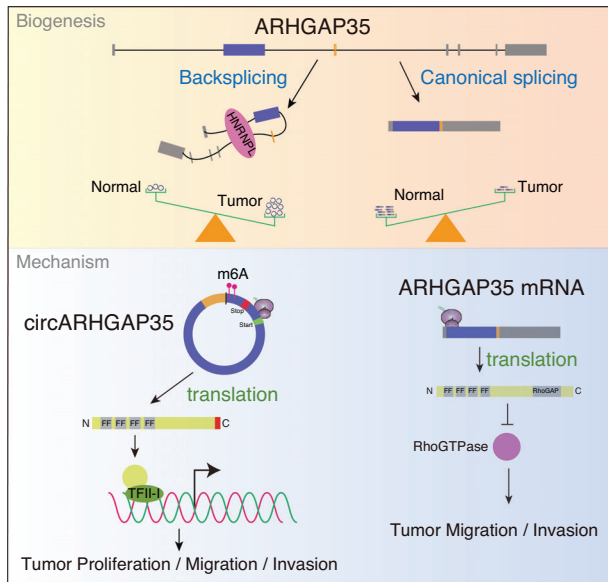 Biogenesis
ARHGAP35
Backsplicing
Canonical splicing
HNRNPL
Normal
Tumor
Normal
Tumor
Mechanism
m6A
circARHGAP35
Stop
Start
translation
N FF FF FF FF C
TFII-I
Tumor Proliferation / Migration / Invasion
ARHGAP35 mRNA
translation
N FF FF FF FF RhoGAP C
RhoGTPase
Tumor Migration / Invasion